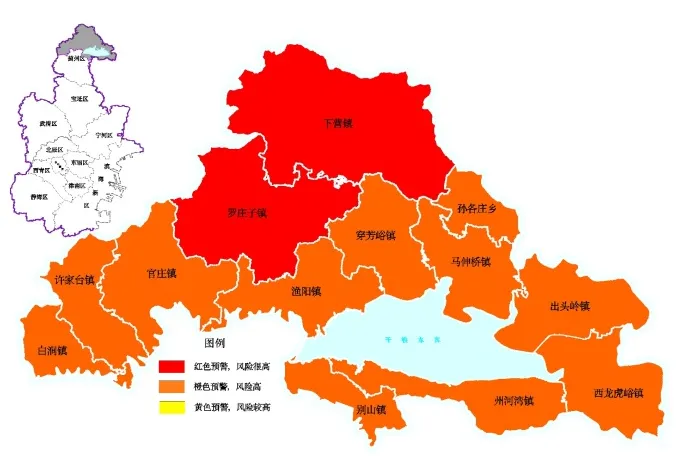 蓟州区
宝坻区
武清区
宁河区
北辰区
东丽区
西青区
津南区
静海区
滨海新区
下营镇
罗庄子镇
孙各庄乡
穿芳峪镇
马伸桥镇
许家台镇
官庄镇
渔阳镇
出头岭镇
白涧镇
西龙虎峪镇
州河湾镇
别山镇
图例
红色预警，风险很高
橙色预警，风险高
黄色预警，风险较高